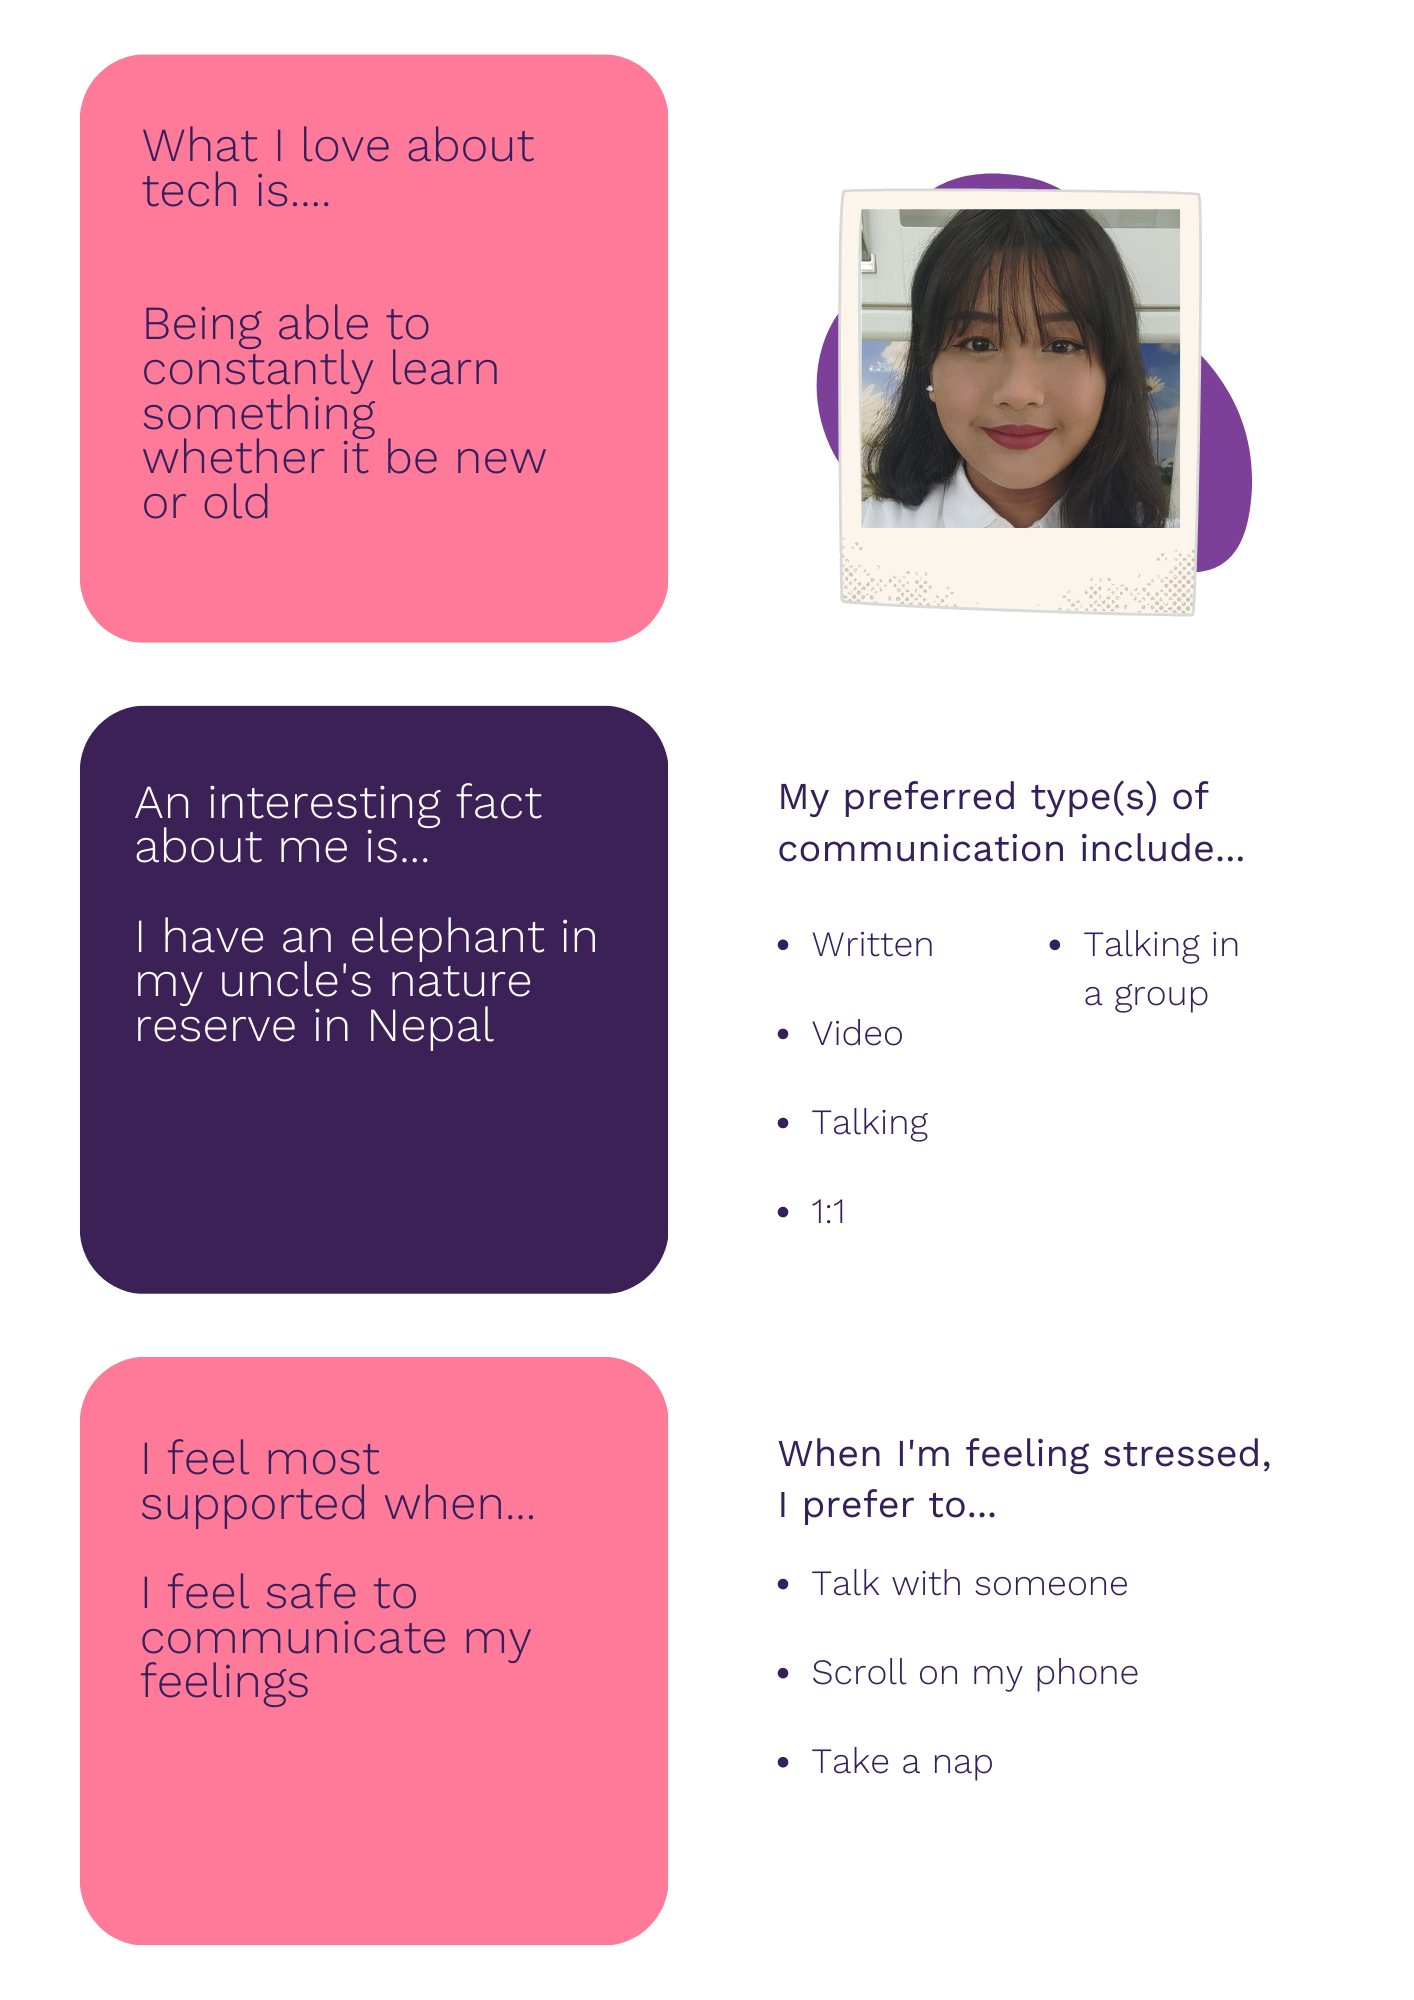 What I love about
tech is....
Being able to
constantly learn
something
whether it be new
or old
An interesting fact
about me is...
I have an elephant in
my uncle's nature
reserve in Nepal
My preferred type(s) of
communication include...
• Written
• Video
• Talking
• 1:1
• Talking in
a group
I feel most
supported when...
I feel safe to
communicate my
feelings
When I'm feeling stressed,
I prefer to...
• Talk with someone
• Scroll on my phone
• Take a nap